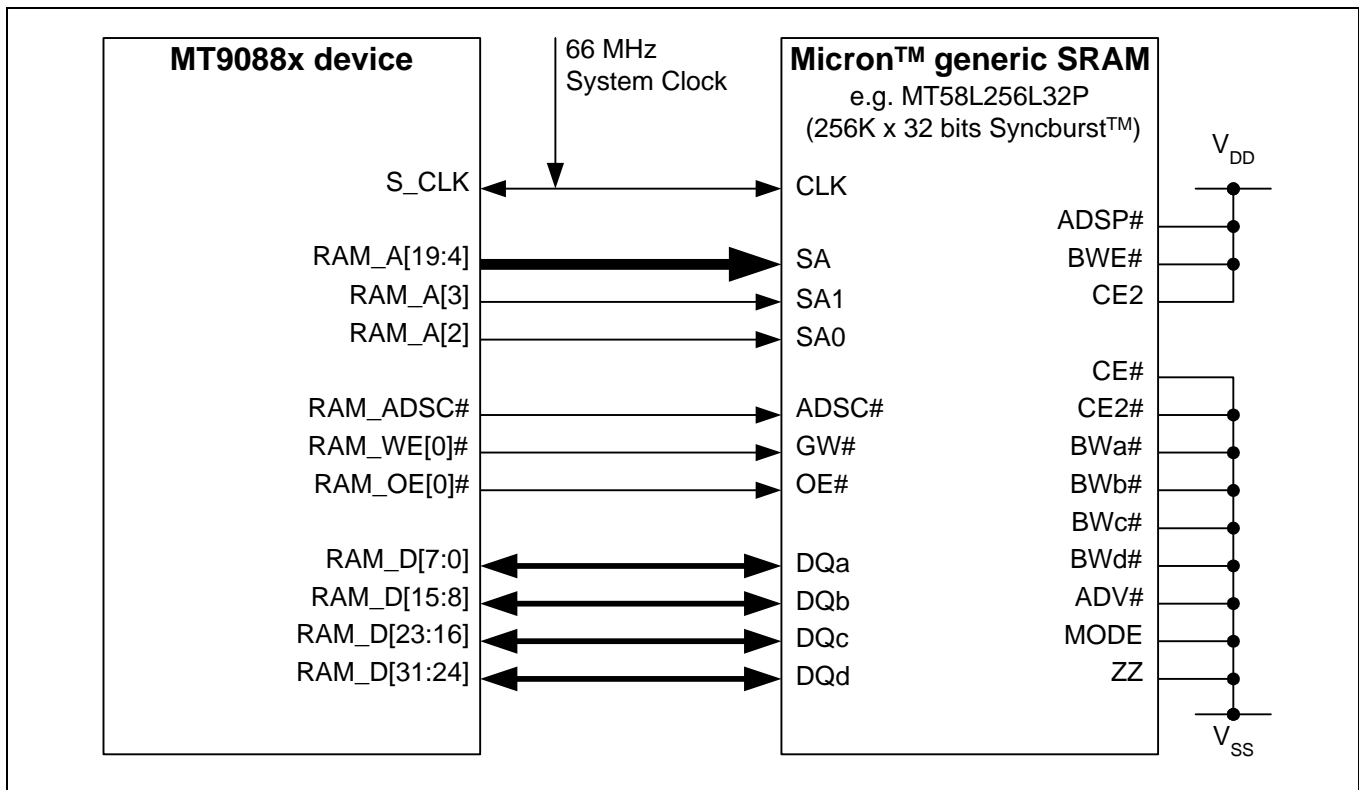 MT9088x device
66 MHz
System Clock
Micron™ generic SRAM
e.g. MT58L256L32P
(256K x 32 bits Syncburst™)
VDD
S_CLK
CLK
ADSP#
RAM_A[19:4]
SA
BWE#
RAM_A[3]
SA1
CE2
RAM_A[2]
SA0
CE#
RAM_ADSC#
ADSC#
CE2#
RAM_WE[0]#
GW#
BWa#
RAM_OE[0]#
OE#
BWb#
BWc#
RAM_D[7:0]
DQa
BWd#
RAM_D[15:8]
DQb
ADV#
RAM_D[23:16]
DQc
MODE
RAM_D[31:24]
DQd
ZZ
VSS